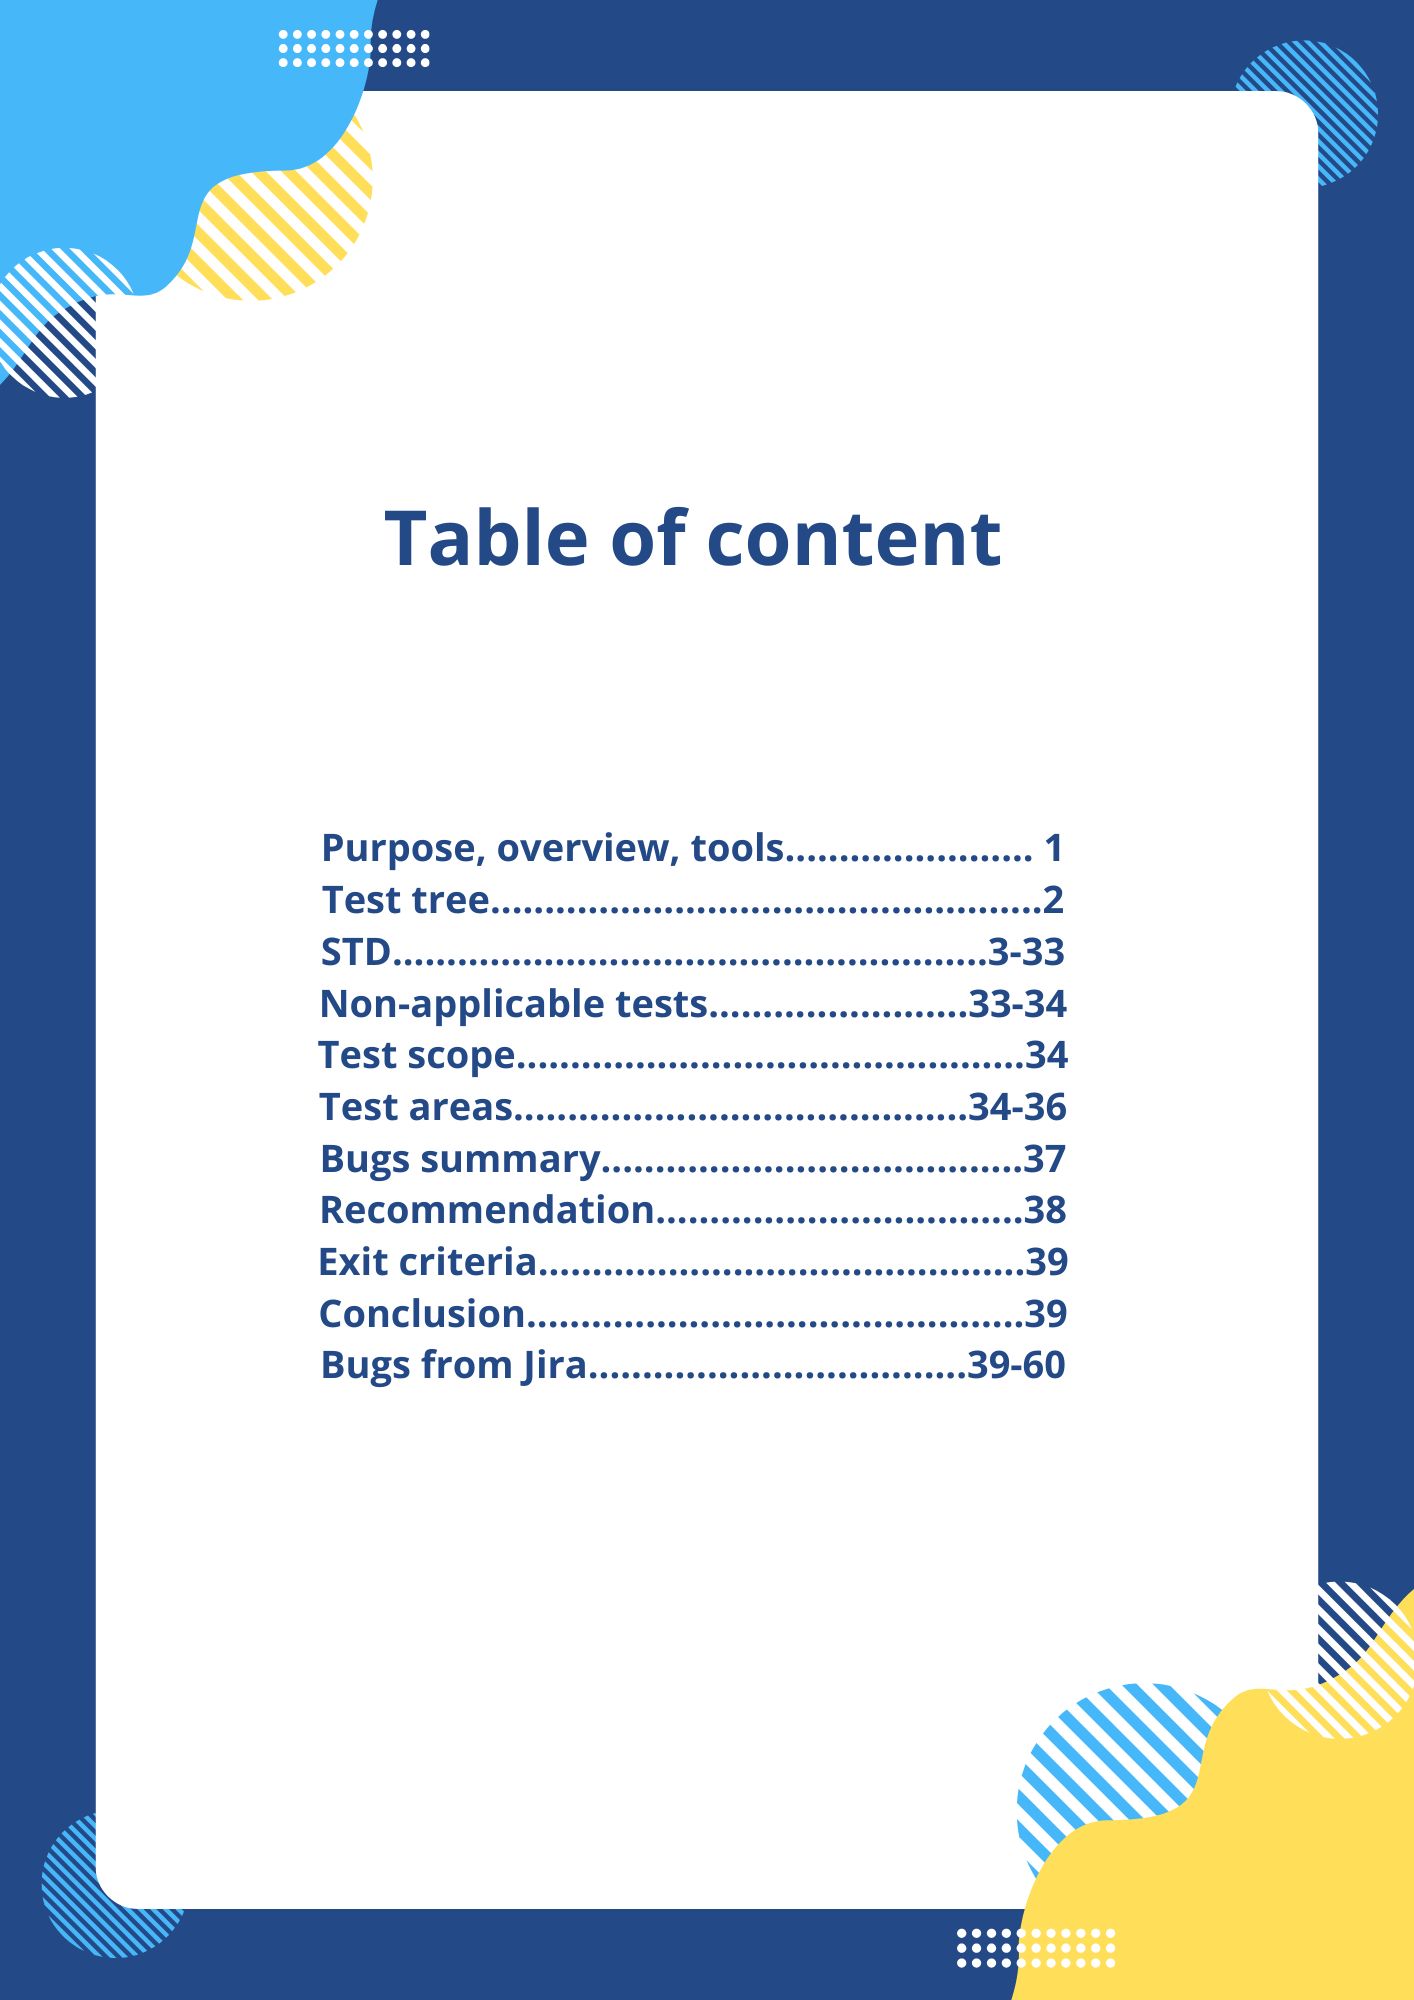 Table of content
Purpose, overview, tools....................... 1
Test tree...................................................2
STD.......................................................3-33
Non-applicable tests........................33-34
Test scope...............................................34
Test areas..........................................34-36
Bugs summary.......................................37
Recommendation..................................38
Exit criteria.............................................39
Conclusion..............................................39
Bugs from Jira...................................39-60